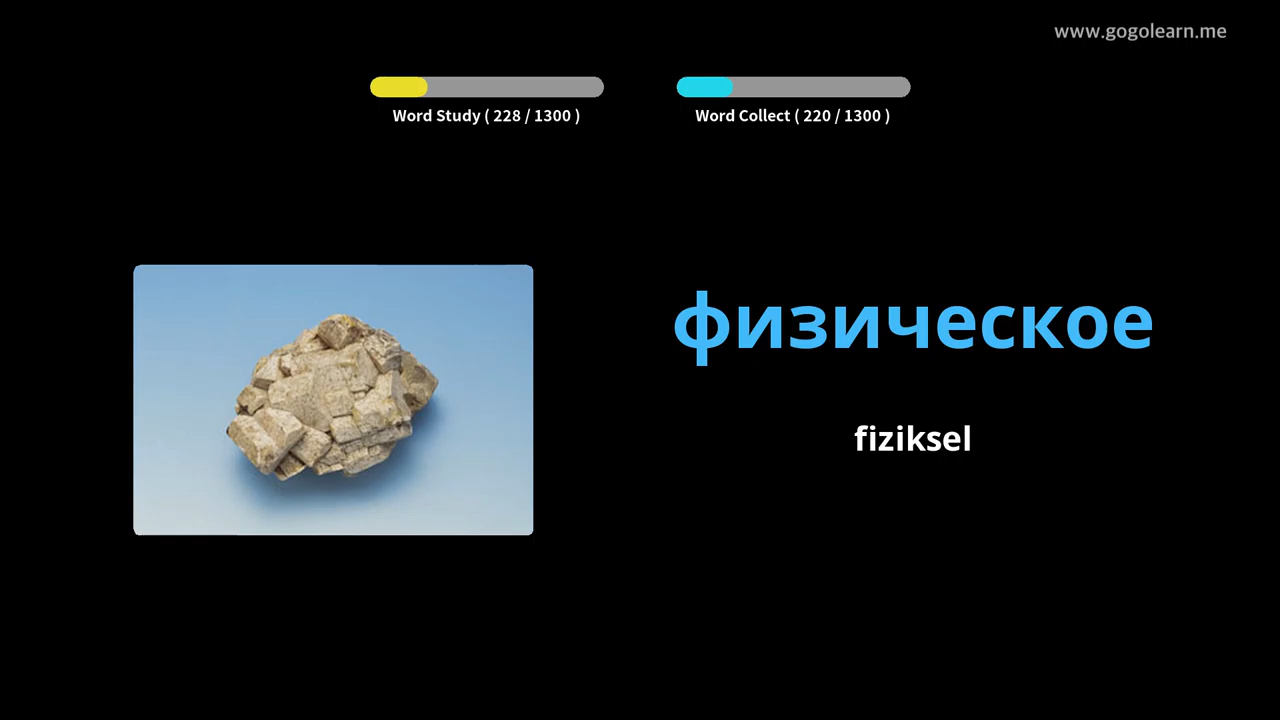 www.gogolearn.me
Word Study ( 228 / 1300 )
Word Collect ( 220 / 1300 )
физическое
fiziksel